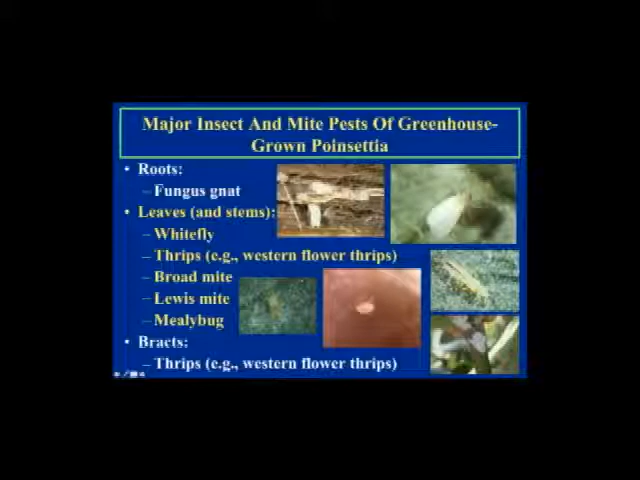 Major Insect And Mite Pests Of Greenhouse-
Grown Poinsettia
• Roots:
– Fungus gnat
• Leaves (and stems):
– Whitefly
– Thrips (e.g., western flower thrips)
– Broad mite
– Lewis mite
– Mealybug
• Bracts:
– Thrips (e.g., western flower thrips)